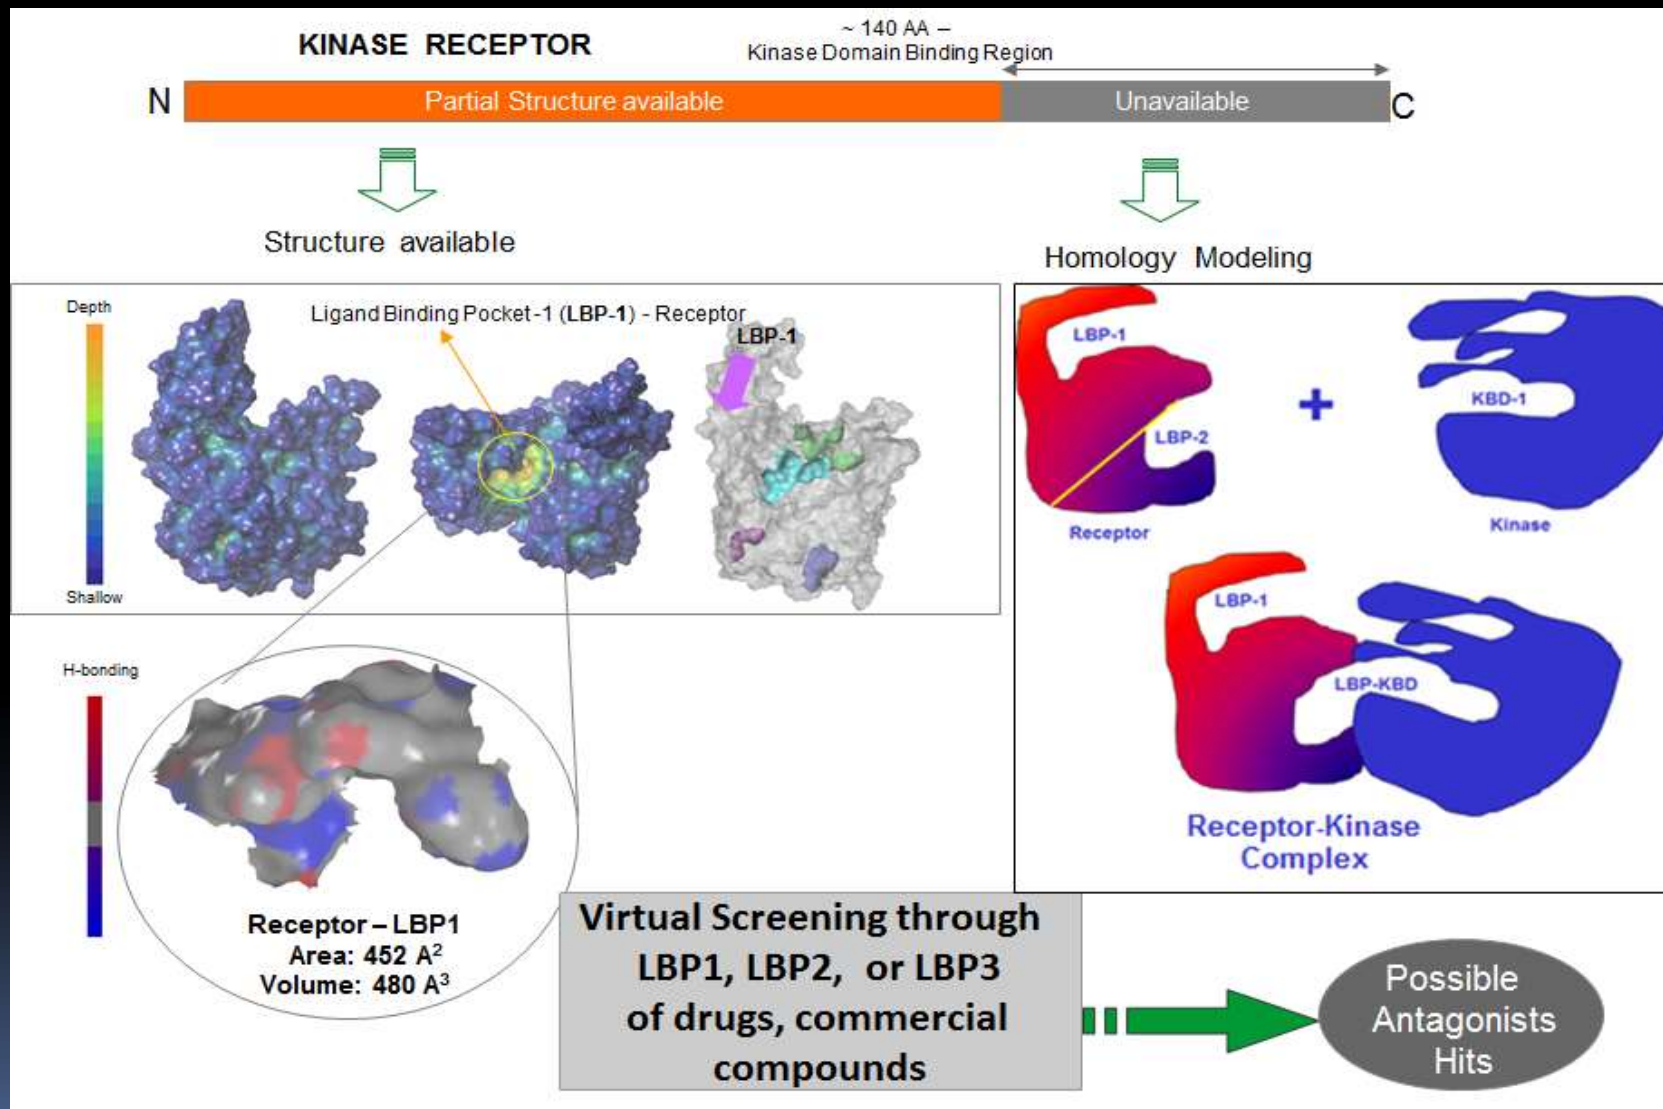 KINASE RECEPTOR
~ 140 AA –
Kinase Domain Binding Region
N
Partial Structure available
Unavailable
C
Structure available
Homology Modeling
Depth
Shallow
Ligand Binding Pocket-1 (LBP-1) - Receptor
LBP-1
LBP-1
LBP-2
Receptor
+
KBD-1
Kinase
LBP-1
LBP-KBD
Receptor-Kinase
Complex
H-bonding
Receptor – LBP1
Area: 452 A²
Volume: 480 A³
Virtual Screening through
LBP1, LBP2, or LBP3
of drugs, commercial
compounds
Possible
Antagonists
Hits